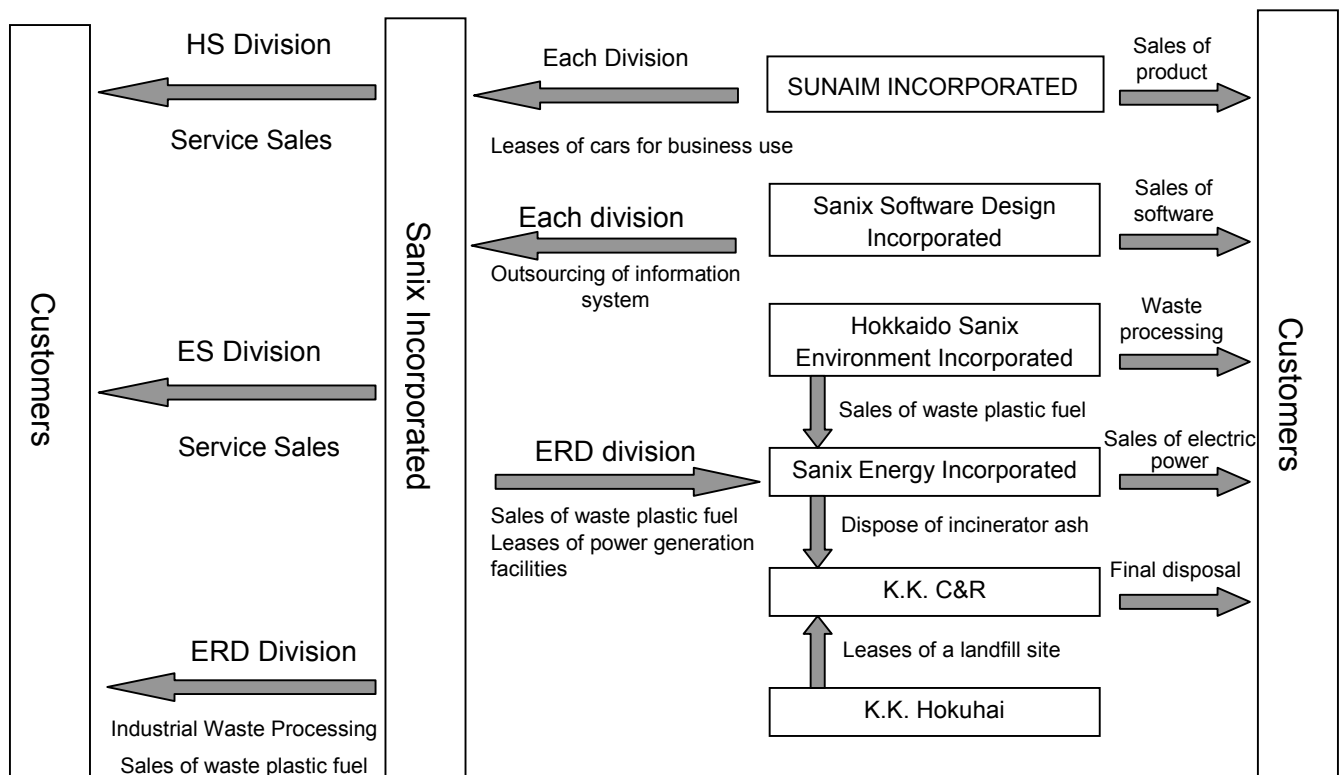 Customers
HS Division
Service Sales
ES Division
Service Sales
ERD Division
Industrial Waste Processing
Sales of waste plastic fuel
Sanix Incorporated
Each Division
Leases of cars for business use
Each division
Outsourcing of information
system
ERD division
Sales of waste plastic fuel
Leases of power generation
facilities
SUNAIM INCORPORATED
Sanix Software Design
Incorporated
Hokkaido Sanix
Environment Incorporated
Sales of waste plastic fuel
Sanix Energy Incorporated
Dispose of incinerator ash
K.K. C&R
Leases of a landfill site
K.K. Hokuhai
Sales of
product
Sales of
software
Waste
processing
Sales of electric
power
Final disposal
Customers